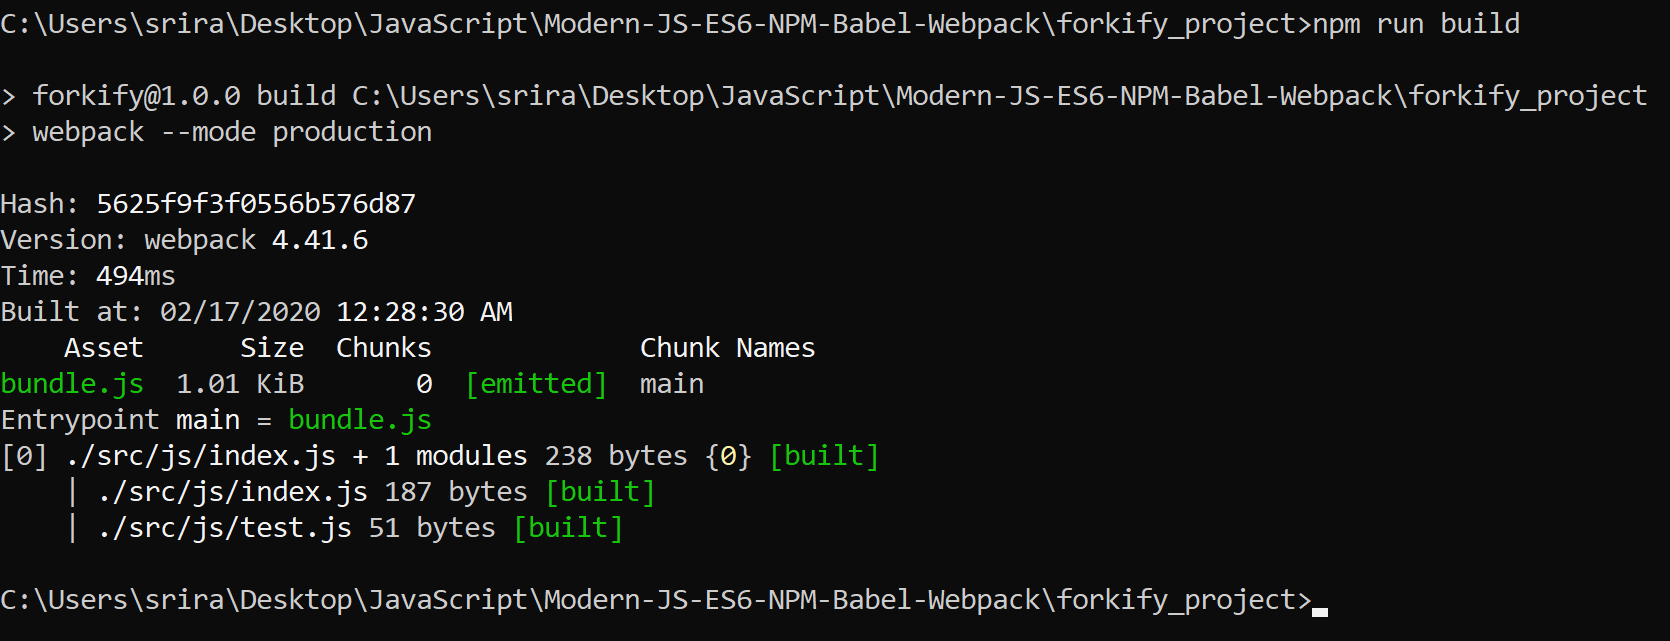 C:\Users\srira\Desktop\JavaScript\Modern-JS-ES6-NPM-Babel-Webpack\forkify_project>npm run build
> forkify@1.0.0 build C:\Users\srira\Desktop\JavaScript\Modern-JS-ES6-NPM-Babel-Webpack\forkify_project
> webpack --mode production
Hash: 5625f9f3f0556b576d87
Version: webpack 4.41.6
Time: 494ms
Built at: 02/17/2020 12:28:30 AM
    Asset      Size  Chunks             Chunk Names
bundle.js  1.01 KiB       0  [emitted]  main
Entrypoint main = bundle.js
[0] ./src/js/index.js + 1 modules 238 bytes {0} [built]
    | ./src/js/index.js 187 bytes [built]
    | ./src/js/test.js 51 bytes [built]
C:\Users\srira\Desktop\JavaScript\Modern-JS-ES6-NPM-Babel-Webpack\forkify_project>